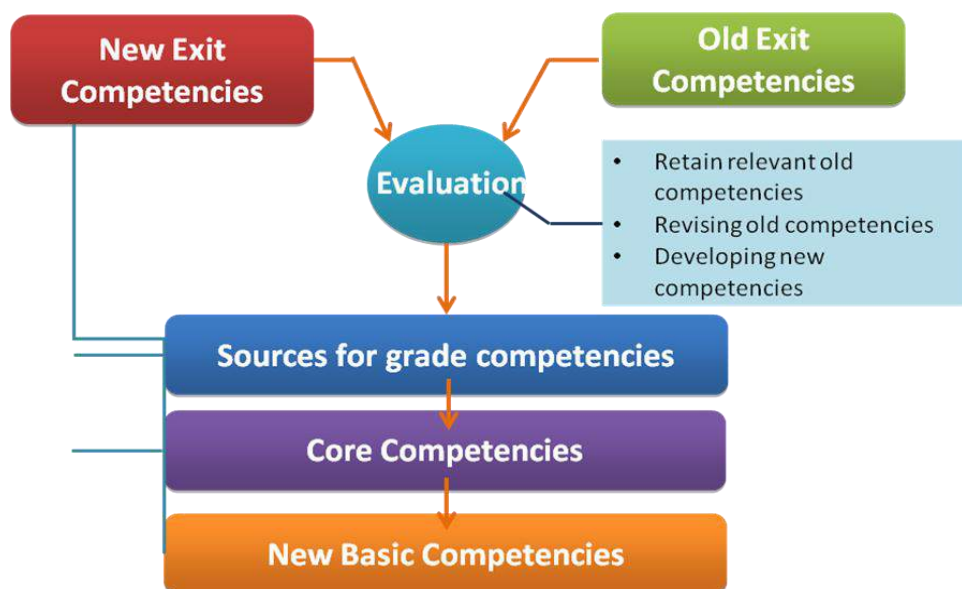 New Exit
Competencies
Old Exit
Competencies
Evaluation
• Retain relevant old
competencies
• Revising old competencies
• Developing new
competencies
Sources for grade competencies
Core Competencies
New Basic Competencies